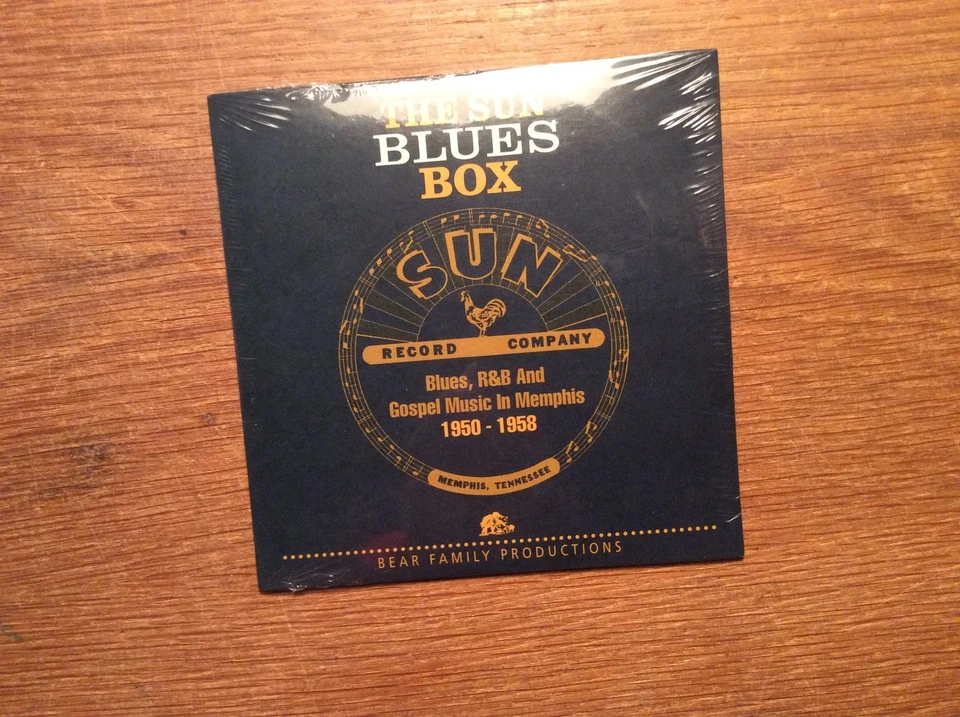 THE SUN
BLUES
BOX
SUN
RECORD COMPANY
Blues, R&B And
Gospel Music In Memphis
1950 - 1958
MEMPHIS, TENNESSEE
BEAR FAMILY PRODUCTIONS